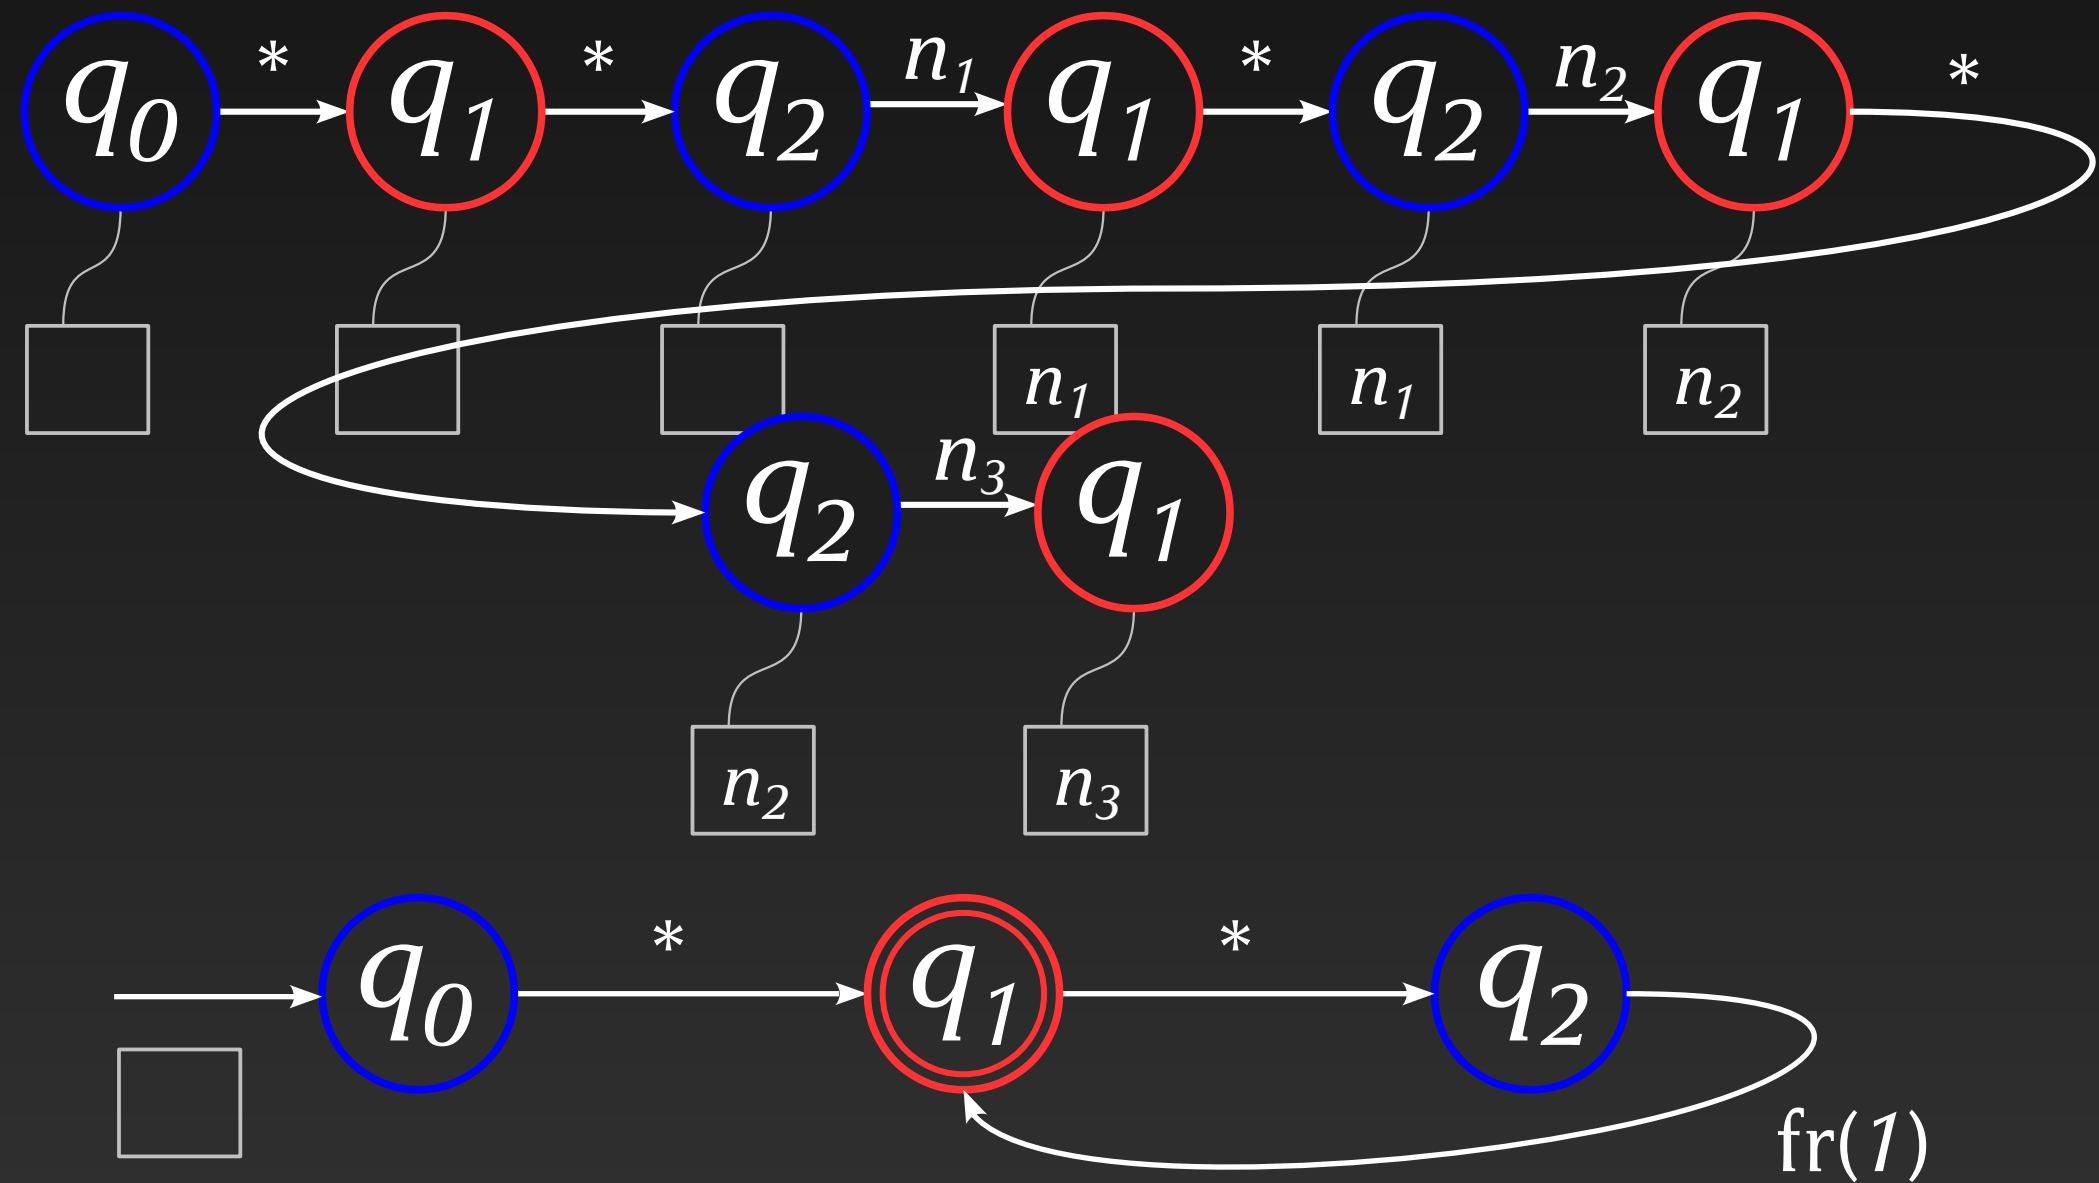 q0 * q1 * q2 n1 q1 * q2 n2 q1 *
n1 n1 n2
q2 n3 q1
n2 n3
q0 * q1 * q2
fr(1)